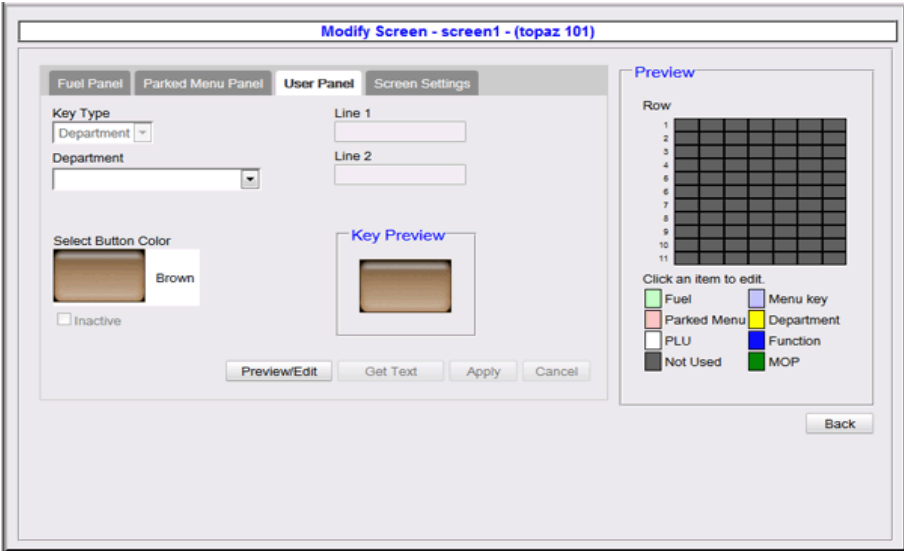 Modify Screen - screen1 - (topaz 101)
Fuel Panel Parked Menu Panel User Panel Screen Settings
Key Type
Department
Line 1
Department
Line 2
Select Button Color
Brown
Inactive
Key Preview
Preview/Edit Get Text Apply Cancel
Preview
Row
1
2
3
4
5
6
7
8
9
10
11
Click an item to edit.
Fuel Menu key
Parked Menu Department
PLU Function
Not Used MOP
Back